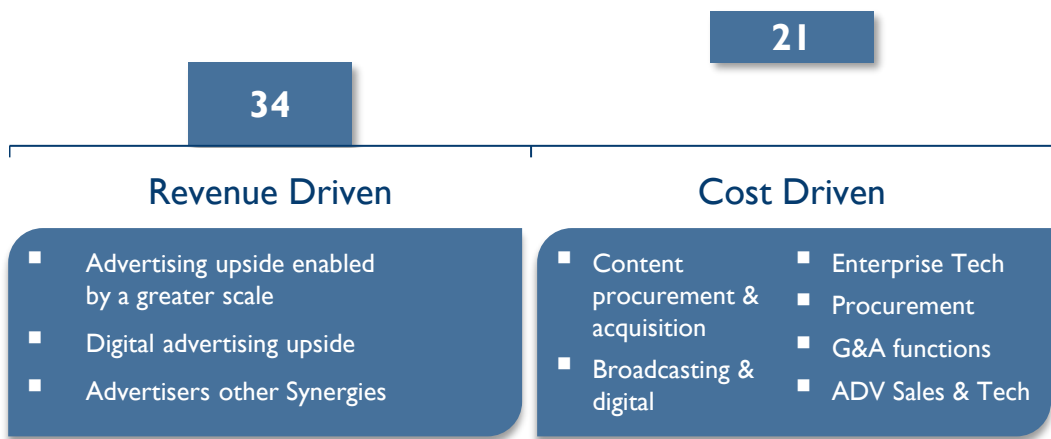 21
34
Revenue Driven
Cost Driven
▪ Advertising upside enabled
by a greater scale
▪ Digital advertising upside
▪ Advertisers other Synergies
▪ Content
procurement &
acquisition
▪ Broadcasting &
digital
▪ Enterprise Tech
▪ Procurement
▪ G&A functions
▪ ADV Sales & Tech